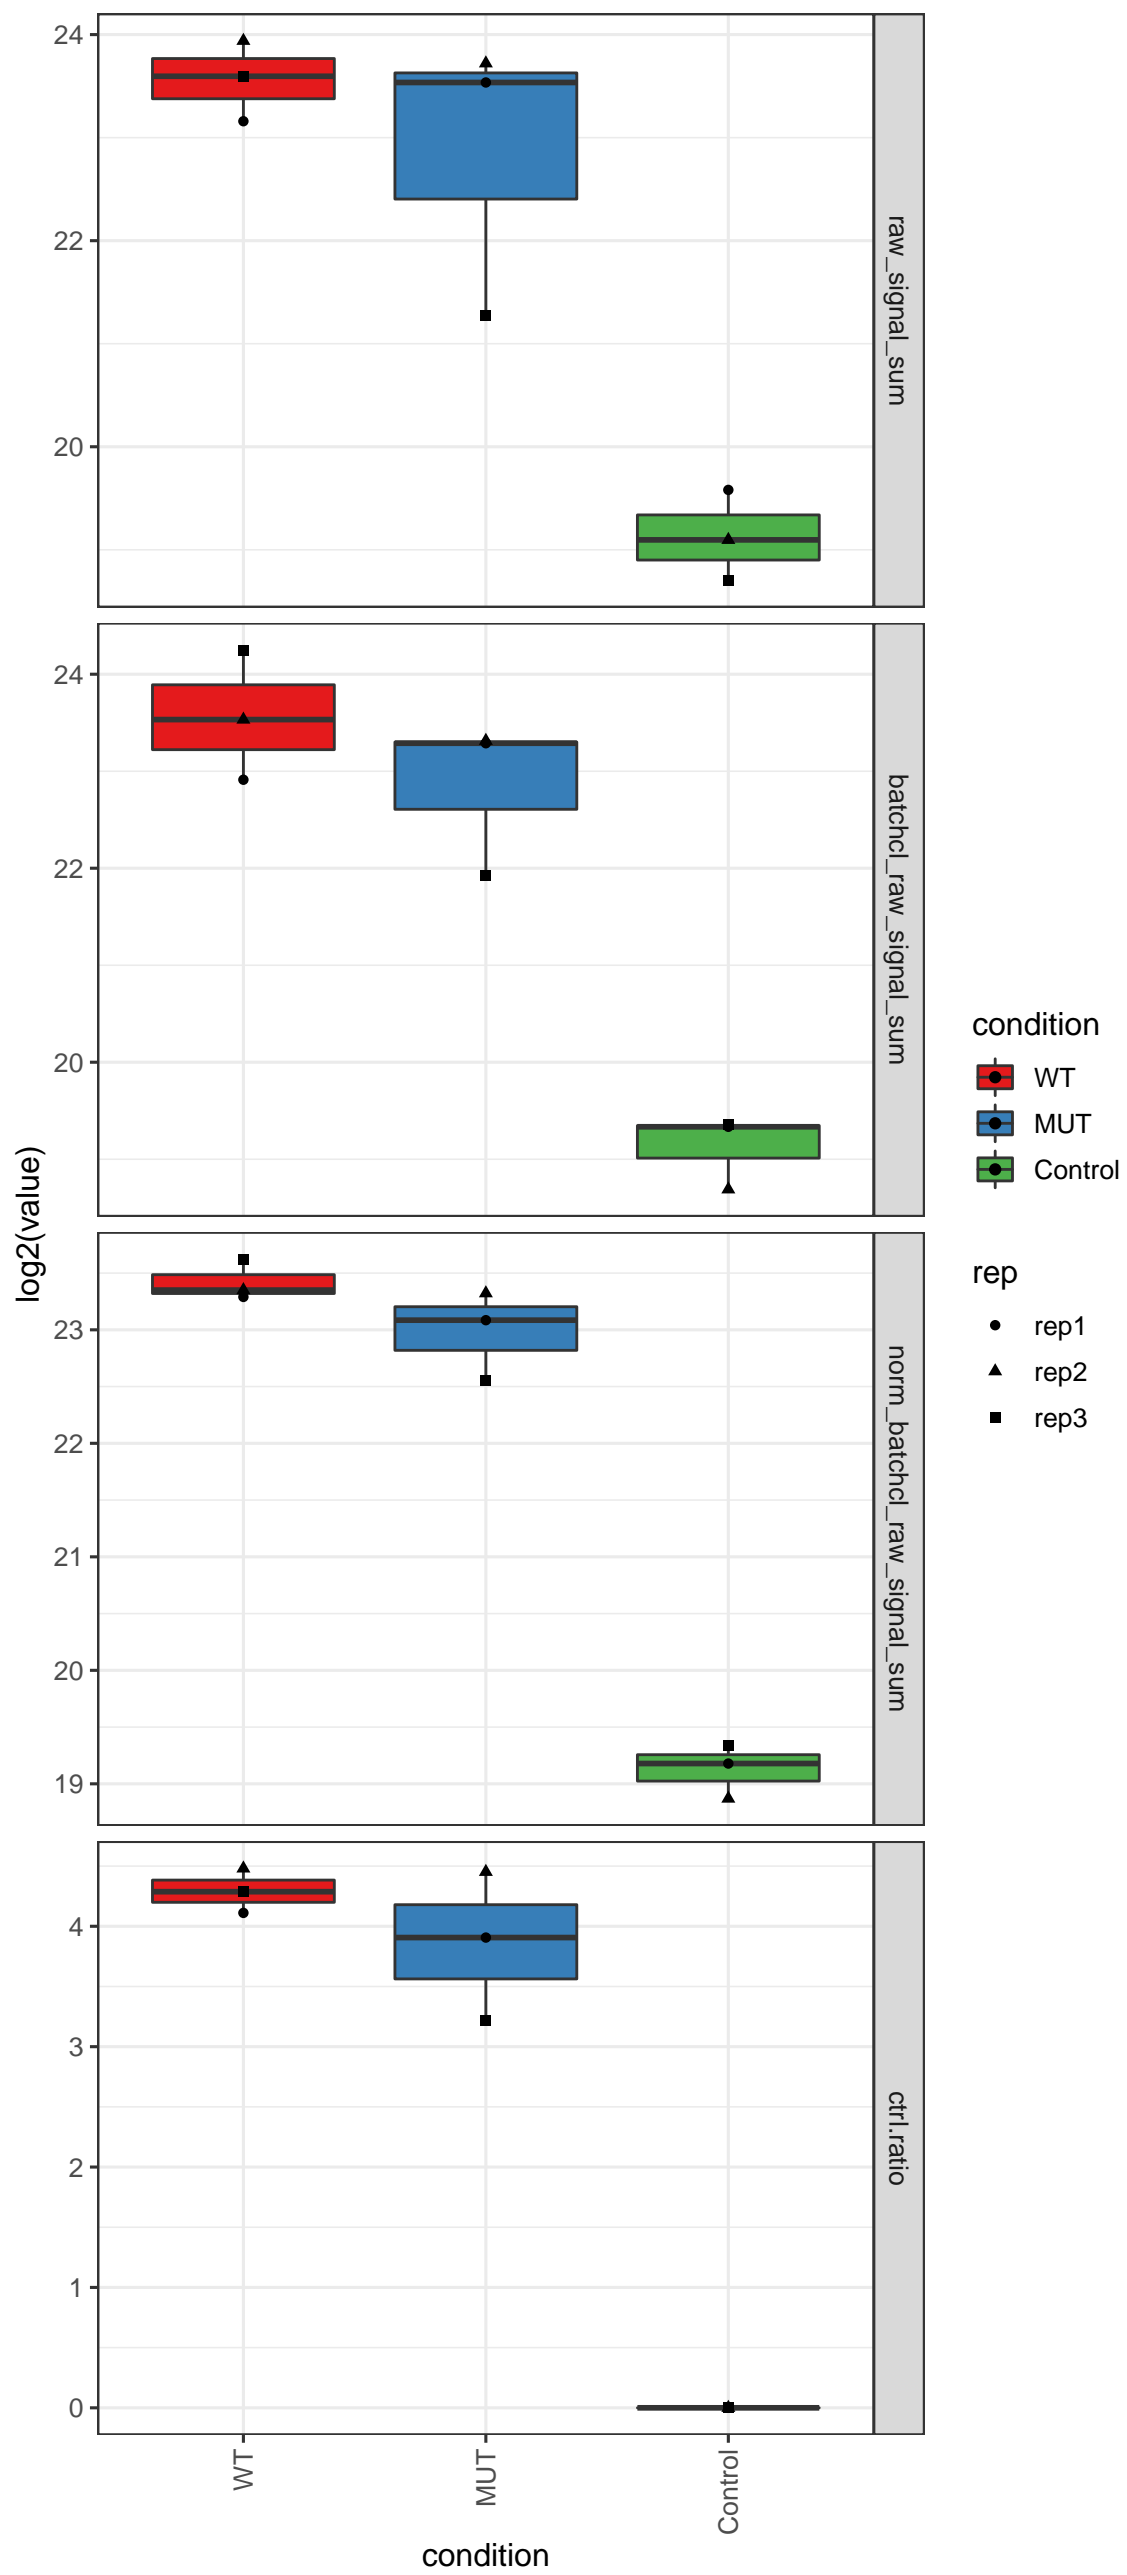 24
22
20
raw_signal_sum
24
22
20
batchcl_raw_signal_sum
23
22
21
20
19
norm_batchcl_raw_signal_sum
4
3
2
1
0
ctrl.ratio
log2(value)
WT
MUT
Control
condition
condition
WT
MUT
Control
rep
rep1
rep2
rep3